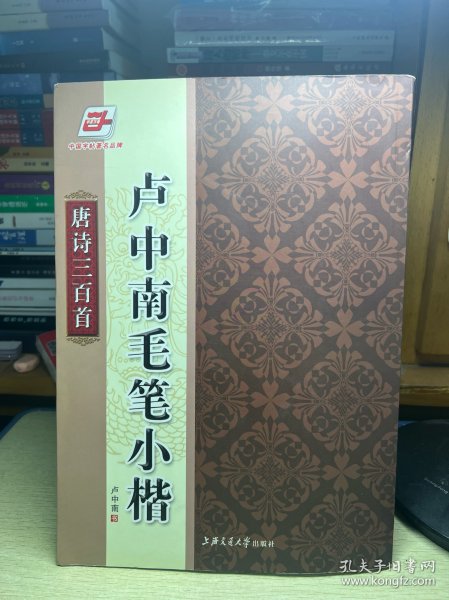 中国字帖著名品牌
唐诗三百首
卢中南毛笔小楷
卢中南 书
上海交通大学出版社
孔夫子旧书网
www.kongfz.com